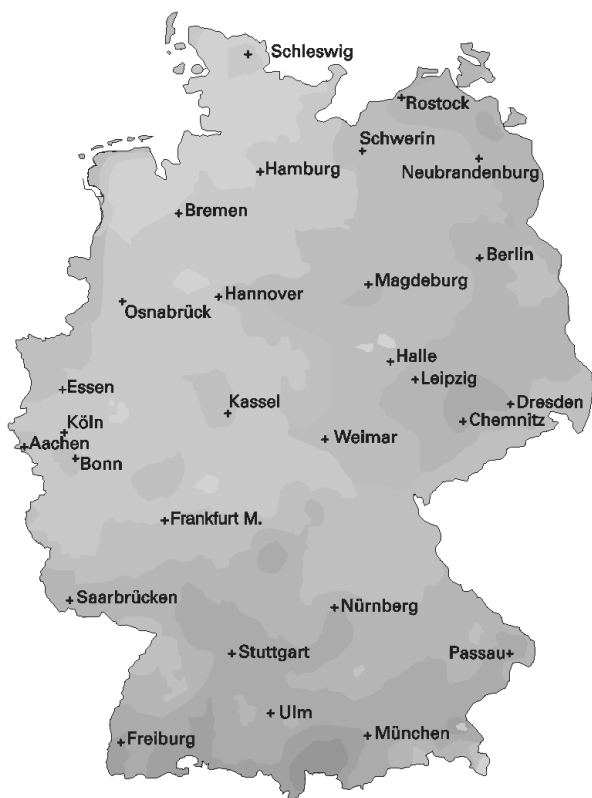 Schleswig
Rostock
Schwerin
Hamburg
Neubrandenburg
Bremen
Berlin
Magdeburg
Hannover
Osnabrück
Halle
Leipzig
Essen
Kassel
Dresden
Köln
Chemnitz
Aachen
Weimar
Bonn
Frankfurt M.
Saarbrücken
Nürnberg
Stuttgart
Passau
Ulm
München
Freiburg